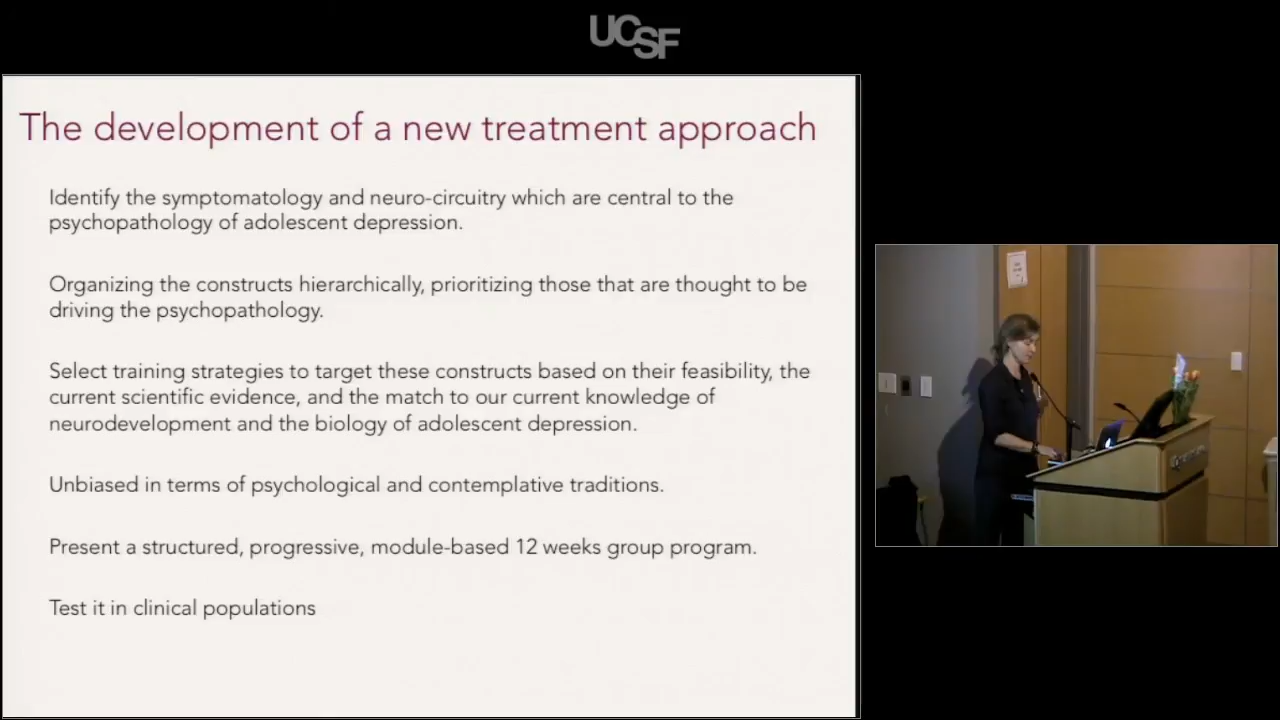 UCSF
The development of a new treatment approach
Identify the symptomatology and neuro-circuitry which are central to the
psychopathology of adolescent depression.
Organizing the constructs hierarchically, prioritizing those that are thought to be
driving the psychopathology.
Select training strategies to target these constructs based on their feasibility, the
current scientific evidence, and the match to our current knowledge of
neurodevelopment and the biology of adolescent depression.
Unbiased in terms of psychological and contemplative traditions.
Present a structured, progressive, module-based 12 weeks group program.
Test it in clinical populations